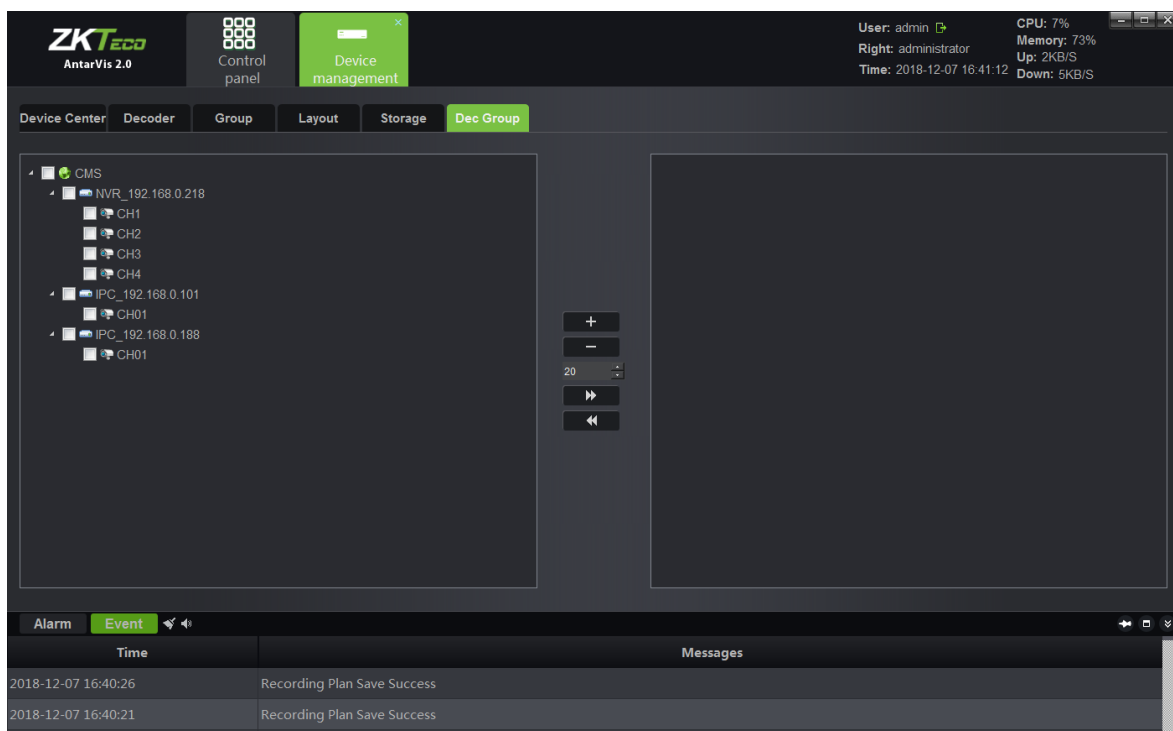 ZKTECO
AntarVis 2.0
Control
panel
Device
management
User: admin
Right: administrator
Time: 2018-12-07 16:41:12
CPU: 7%
Memory: 73%
Up: 2KB/S
Down: 5KB/S
Device Center Decoder Group Layout Storage Dec Group
CMS
NVR_192.168.0.218
CH1
CH2
CH3
CH4
IPC_192.168.0.101
CH01
IPC_192.168.0.188
CH01
20
Alarm Event
Time Messages
2018-12-07 16:40:26 Recording Plan Save Success
2018-12-07 16:40:21 Recording Plan Save Success